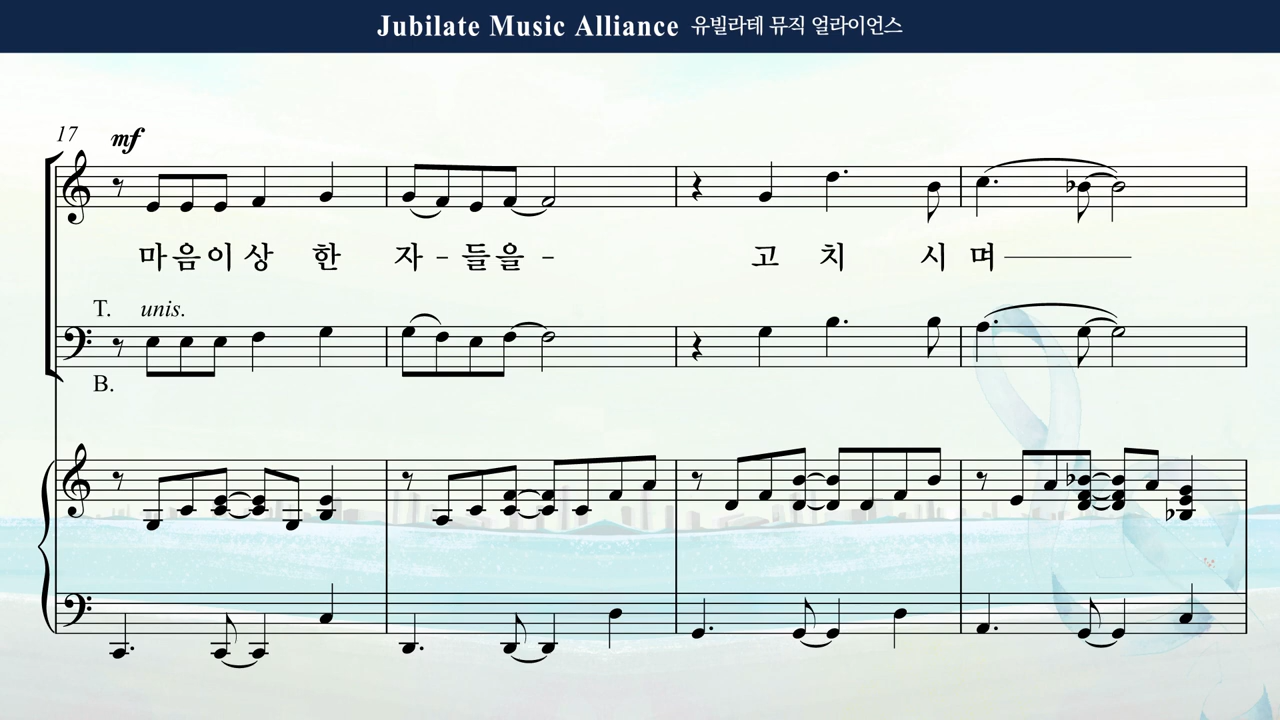 Jubilate Music Alliance 유빌라테 뮤직 얼라이언스
17 mf
마음이상 한 자 - 들을 - 고 치 시 며
T. unis.
B.